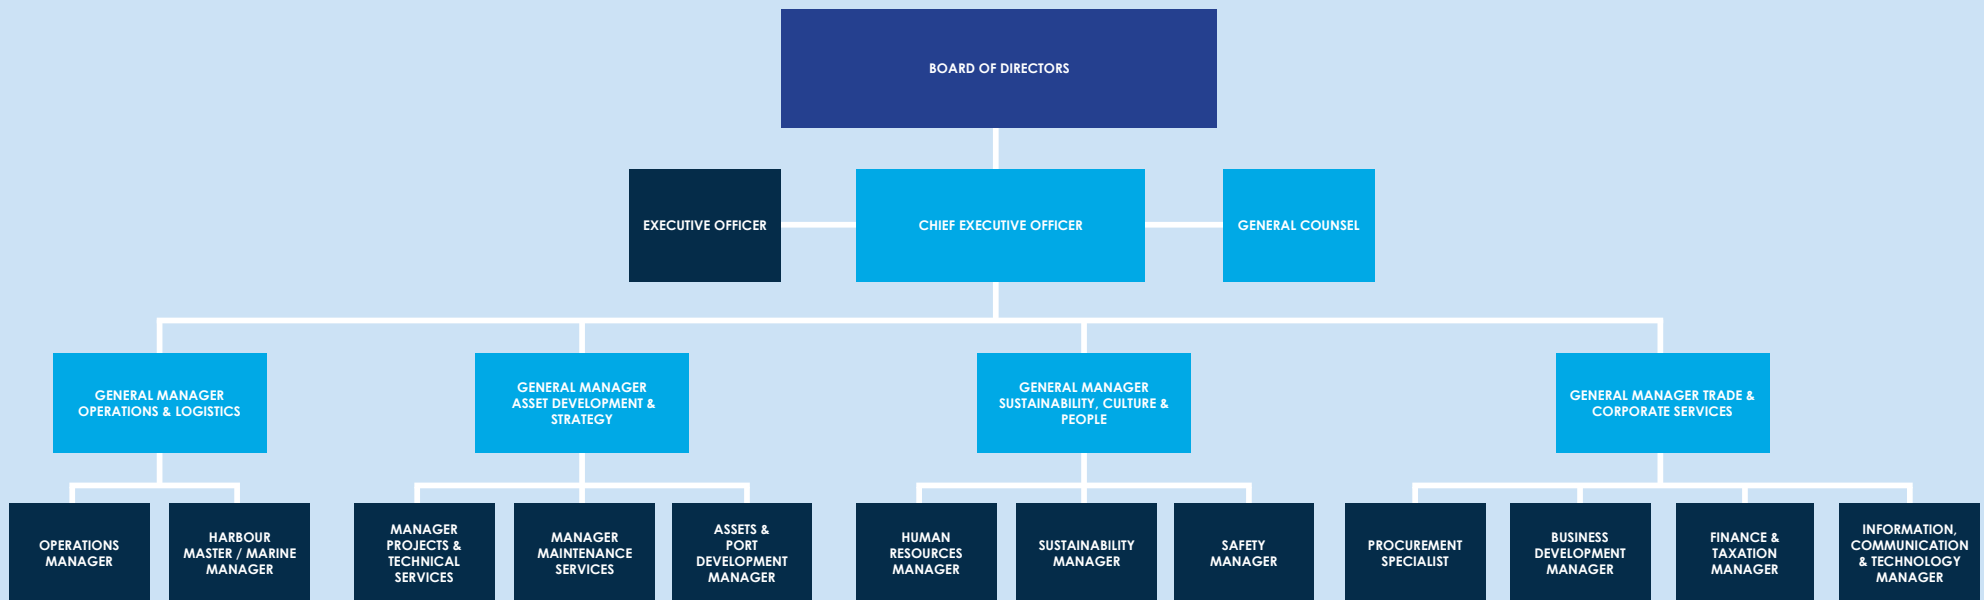 BOARD OF DIRECTORS
EXECUTIVE OFFICER
CHIEF EXECUTIVE OFFICER
GENERAL COUNSEL
GENERAL MANAGER
OPERATIONS & LOGISTICS
GENERAL MANAGER
ASSET DEVELOPMENT &
STRATEGY
GENERAL MANAGER
SUSTAINABILITY, CULTURE &
PEOPLE
GENERAL MANAGER TRADE &
CORPORATE SERVICES
OPERATIONS
MANAGER
HARBOUR
MASTER / MARINE
MANAGER
MANAGER
PROJECTS &
TECHNICAL
SERVICES
MANAGER
MAINTENANCE
SERVICES
ASSETS &
PORT
DEVELOPMENT
MANAGER
HUMAN
RESOURCES
MANAGER
SUSTAINABILITY
MANAGER
SAFETY
MANAGER
PROCUREMENT
SPECIALIST
BUSINESS
DEVELOPMENT
MANAGER
FINANCE &
TAXATION
MANAGER
INFORMATION,
COMMUNICATION
& TECHNOLOGY
MANAGER